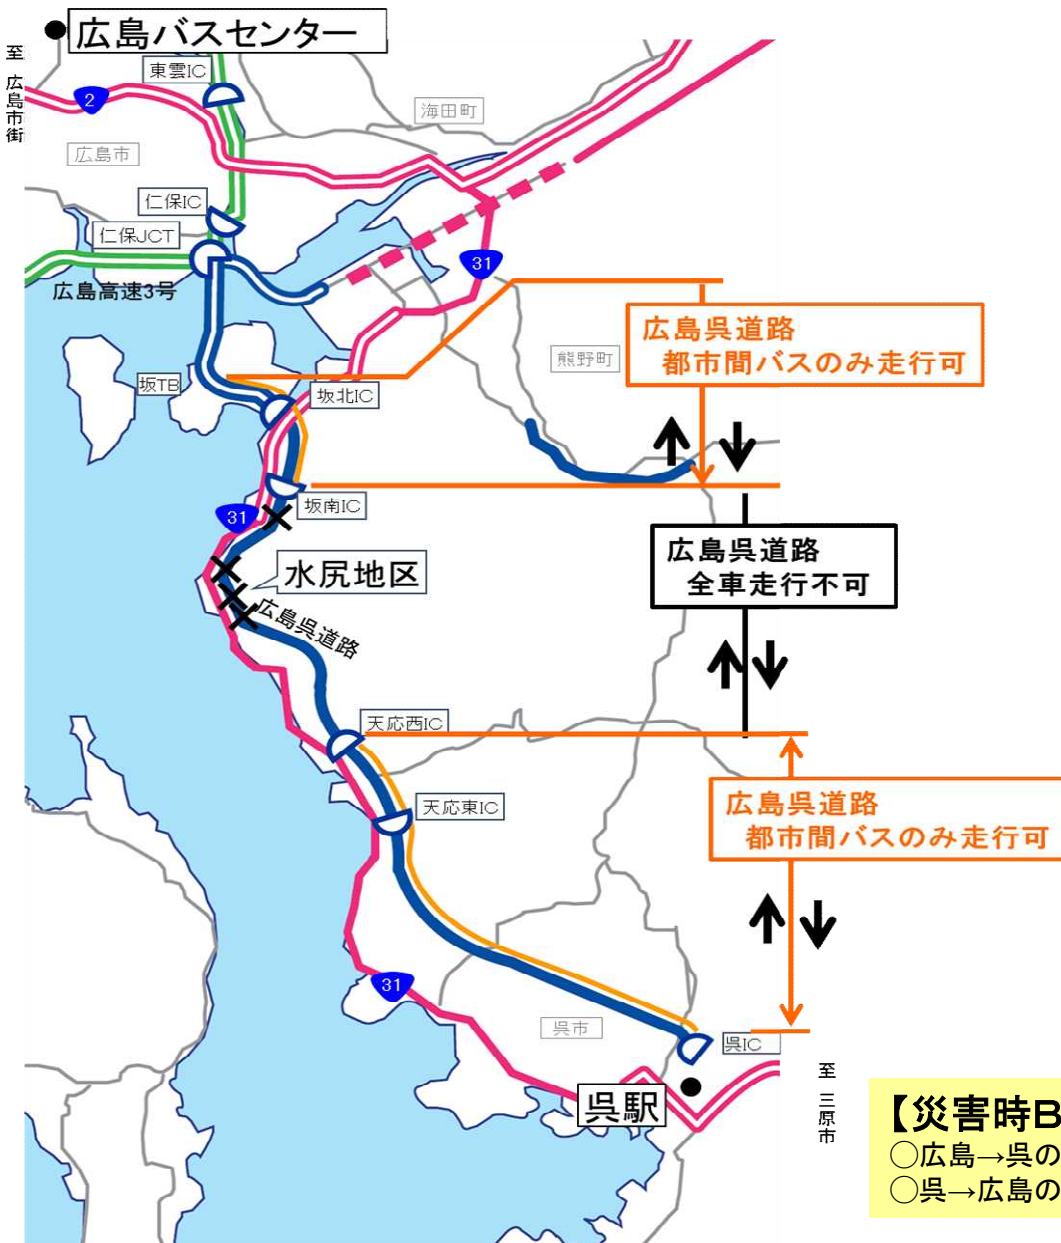 広島バスセンター
至 広島市街
東雲IC
2
海田町
広島市
仁保IC
仁保JCT
31
広島高速3号
広島呉道路
都市間バスのみ走行可
熊野町
坂TB
坂北IC
坂南IC
31
広島呉道路
全車走行不可
水尻地区
広島呉道路
天応西IC
天応東IC
広島呉道路
都市間バスのみ走行可
31
呉市
呉IC
至 三原市
呉駅
【災害時B
○広島→呉の
○呉→広島の